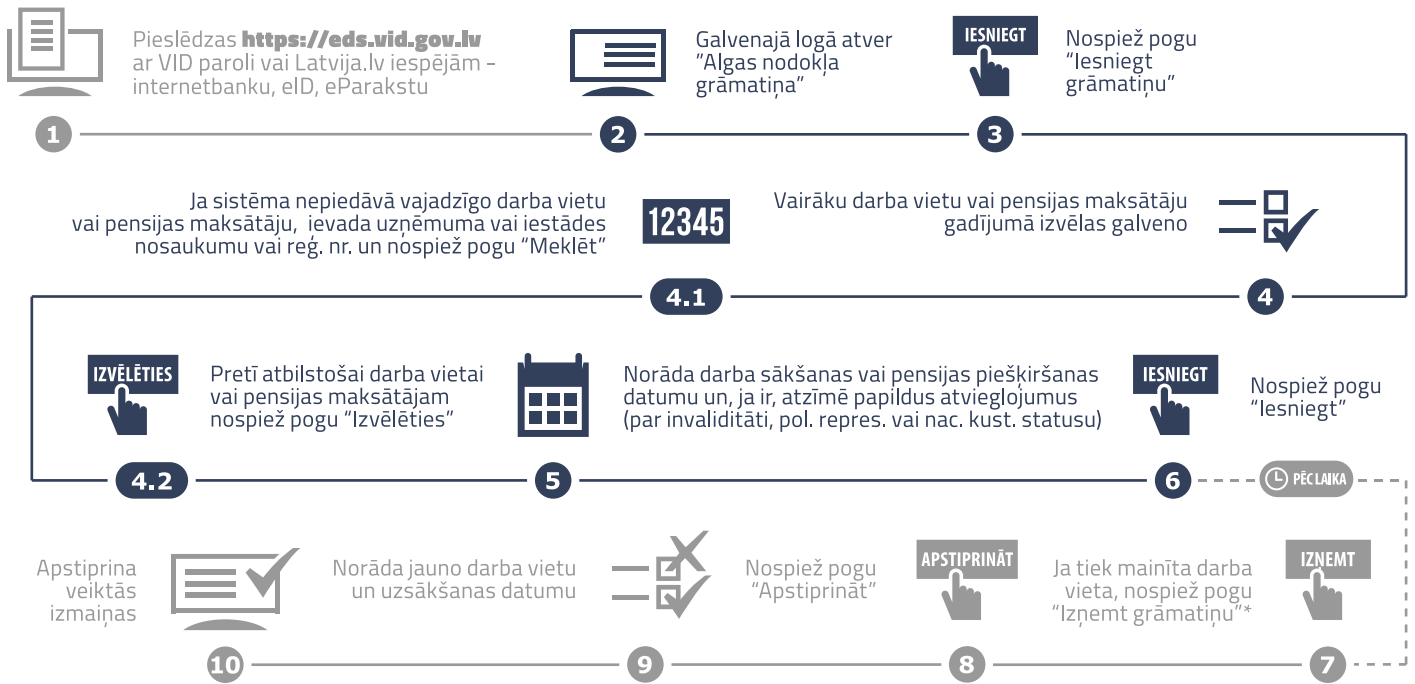 Pieslēdzas https://eds.vid.gov.lv
ar VID paroli vai Latvija.lv iespējām -
internetbanku, eID, eParakstu
1
Galvenajā logā atver
"Algas nodokļa
grāmatiņa"
2
IESNIEGT
Nospiež pogu
"Iesniegt
grāmatiņu"
3
Vairāku darba vietu vai pensijas maksātāju
gadījumā izvēlas galveno
4
Ja sistēma nepiedāvā vajadzīgo darba vietu
vai pensijas maksātāju, ievada uzņēmuma vai iestādes
nosaukumu vai reģ. nr. un nospiež pogu "Meklēt"
12345
4.1
IZVĒLĒTIES
Pretī atbilstošai darba vietai
vai pensijas maksātājam
nospiež pogu "Izvēlēties"
4.2
Norāda darba sākšanas vai pensijas piešķiršanas
datumu un, ja ir, atzīmē papildus atvieglojumus
(par invaliditāti, pol. repres. vai nac. kust. statusu)
5
IESNIEGT
Nospiež pogu
"Iesniegt"
6
PĒC LAIKA
IZŅEMT
Ja tiek mainīta darba
vieta, nospiež pogu
"Izņemt grāmatiņu"*
7
APSTIPRINĀT
Nospiež pogu
"Apstiprināt"
8
Norāda jauno darba vietu
un uzsākšanas datumu
9
Apstiprina
veiktās
izmaiņas
10